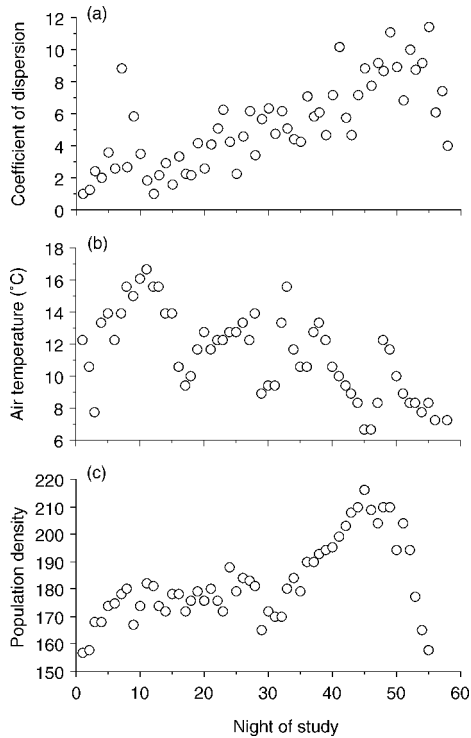 (a)
Coefficient of dispersion
12
10
8
6
4
2
0
(b)
Air temperature (˚C)
18
16
14
12
10
8
6
(c)
Population density
220
210
200
190
180
170
160
150
0 10 20 30 40 50 60
Night of study